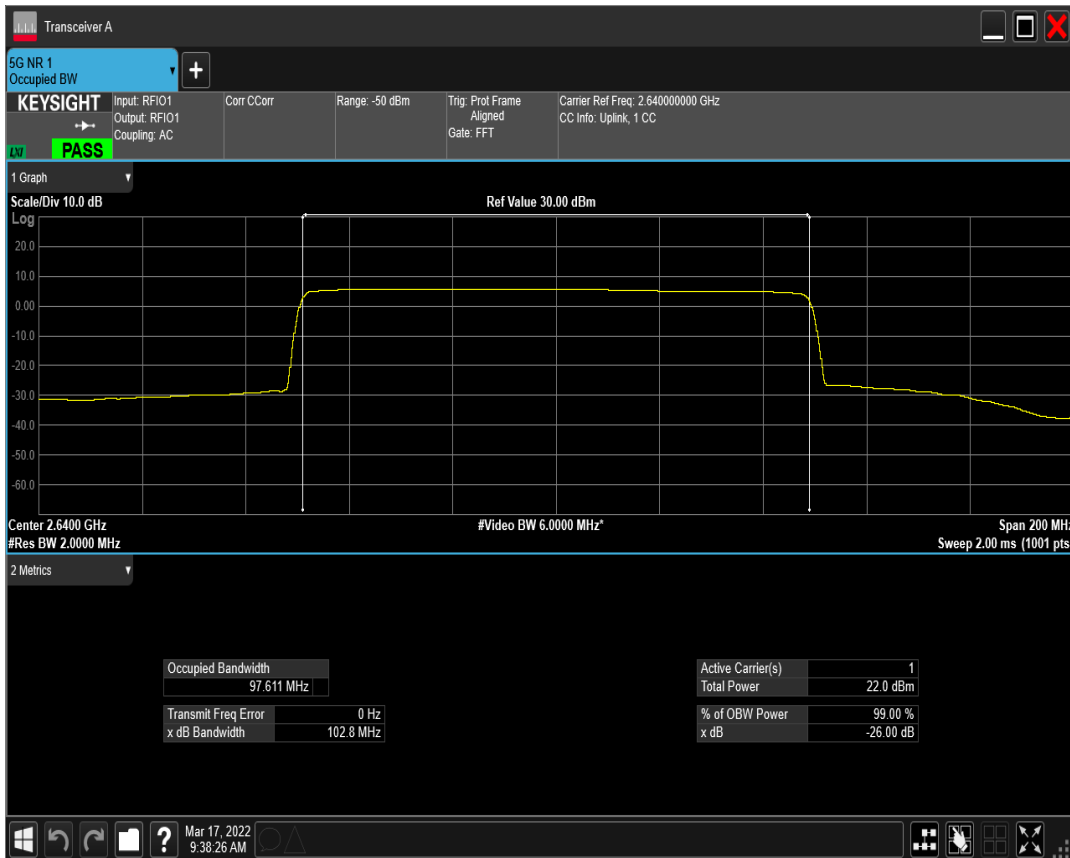 Transceiver A
5G NR 1
Occupied BW
+
KEYSIGHT
LXI
PASS
Input: RFIO1
Output: RFIO1
Coupling: AC
Corr CCorr
Range: -50 dBm
Trig: Prot Frame
Aligned
Gate: FFT
Carrier Ref Freq: 2.640000000 GHz
CC Info: Uplink, 1 CC
1 Graph
Scale/Div 10.0 dB
Ref Value 30.00 dBm
Log
20.0
10.0
0.00
-10.0
-20.0
-30.0
-40.0
-50.0
-60.0
Center 2.6400 GHz
#Video BW 6.0000 MHz*
Span 200 MHz
#Res BW 2.0000 MHz
Sweep 2.00 ms (1001 pts
2 Metrics
Occupied Bandwidth
97.611 MHz
Transmit Freq Error 0 Hz
x dB Bandwidth 102.8 MHz
Active Carrier(s) 1
Total Power 22.0 dBm
% of OBW Power 99.00 %
x dB -26.00 dB
?
Mar 17, 2022
9:38:26 AM